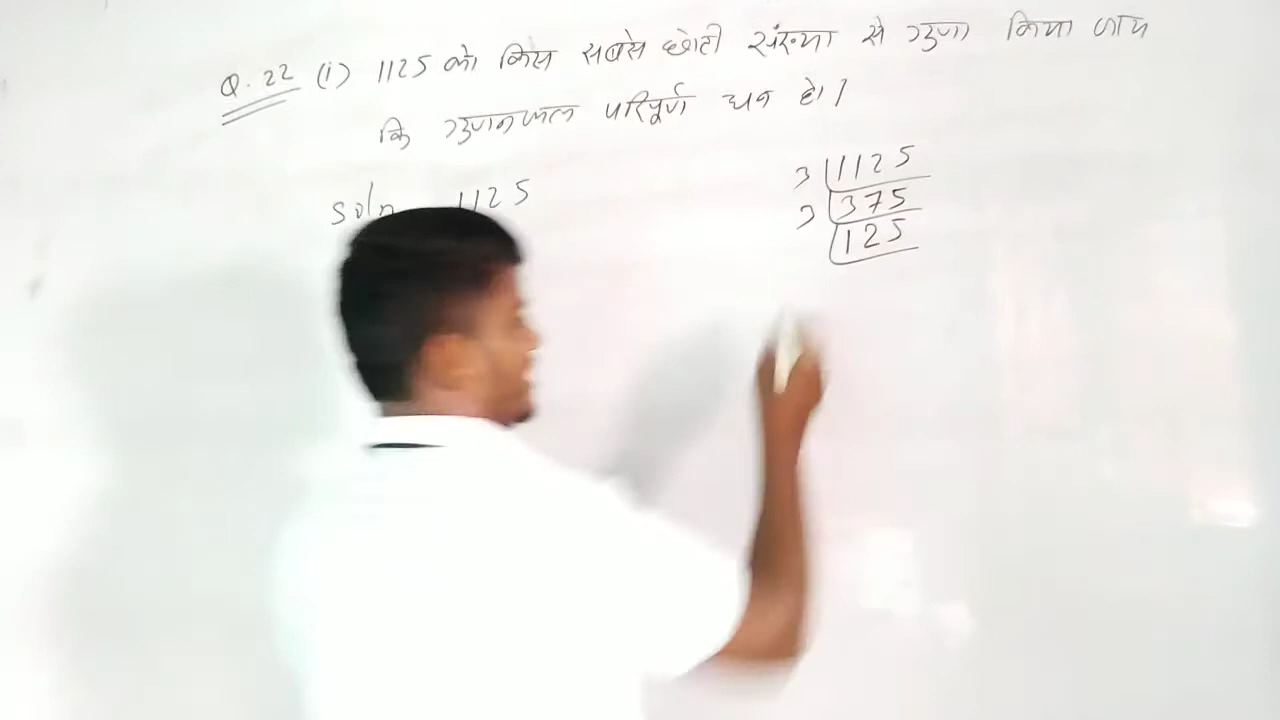 Q. 22 (i) 1125 को किस सबसे छोटी संख्या से गुणा किया जाय
कि गुणनफल परिपूर्ण घन हो।
soln 1125
3 1125
3 375
125